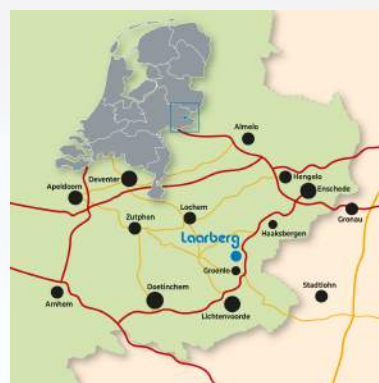 Almelo
Hengelo
Deventer
Enschede
Apeldoorn
Lochem
Gronau
Zutphen
Haaksbergen
Laarberg
Groenlo
Stadtlohn
Arnhem
Doetinchem
Lichtenvoorde